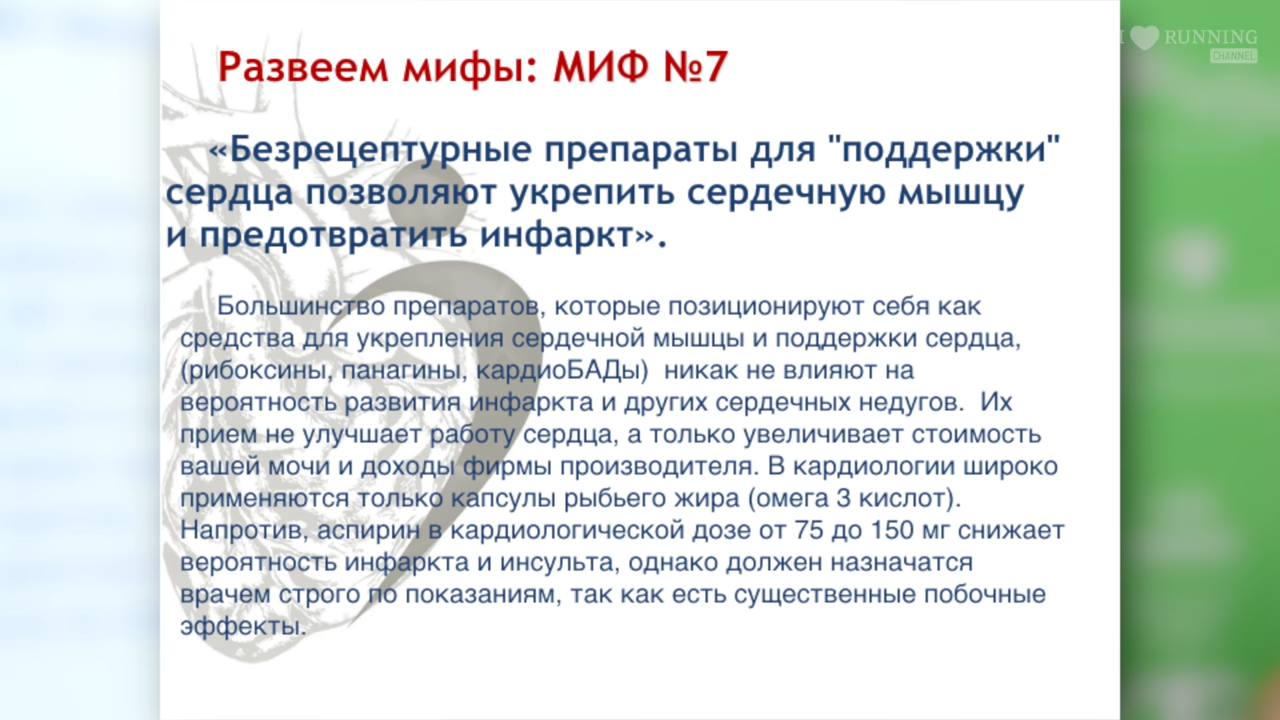 I RUNNING
CHANNEL
Развеем мифы: МИФ №7
«Безрецептурные препараты для "поддержки"
сердца позволяют укрепить сердечную мышцу
и предотвратить инфаркт».
Большинство препаратов, которые позиционируют себя как
средства для укрепления сердечной мышцы и поддержки сердца,
(рибоксины, панагины, кардиоБАДы) никак не влияют на
вероятность развития инфаркта и других сердечных недугов. Их
прием не улучшает работу сердца, а только увеличивает стоимость
вашей мочи и доходы фирмы производителя. В кардиологии широко
применяются только капсулы рыбьего жира (омега 3 кислот).
Напротив, аспирин в кардиологической дозе от 75 до 150 мг снижает
вероятность инфаркта и инсульта, однако должен назначатся
врачем строго по показаниям, так как есть существенные побочные
эффекты.